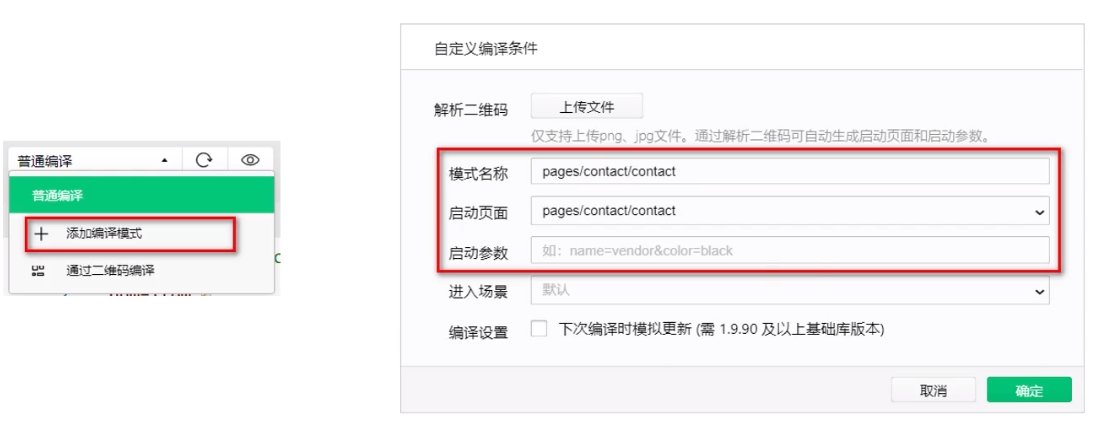 普通编译
普通编译
添加编译模式
通过二维码编译
自定义编译条件
解析二维码 上传文件
仅支持上传png、jpg文件。通过解析二维码可自动生成启动页面和启动参数。
模式名称 pages/contact/contact
启动页面 pages/contact/contact
启动参数 如：name=vendor&color=black
进入场景 默认
编译设置 下次编译时模拟更新 (需 1.9.90 及以上基础库版本)
取消 确定